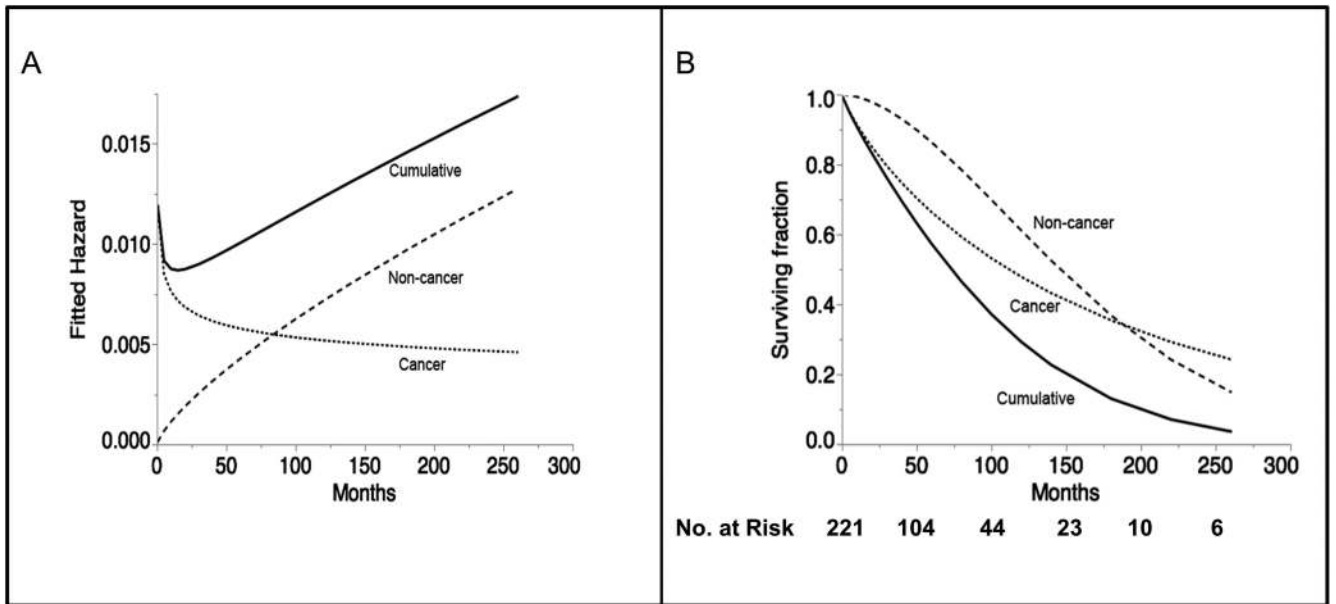 A
Fitted Hazard
0.015
0.010
0.005
0.000
Cumulative
Non-cancer
Cancer
0 50 100 150 200 250 300
Months
B
Surviving fraction
1.0
0.8
0.6
0.4
0.2
0.0
Non-cancer
Cancer
Cumulative
0 50 100 150 200 250 300
Months
No. at Risk 221 104 44 23 10 6